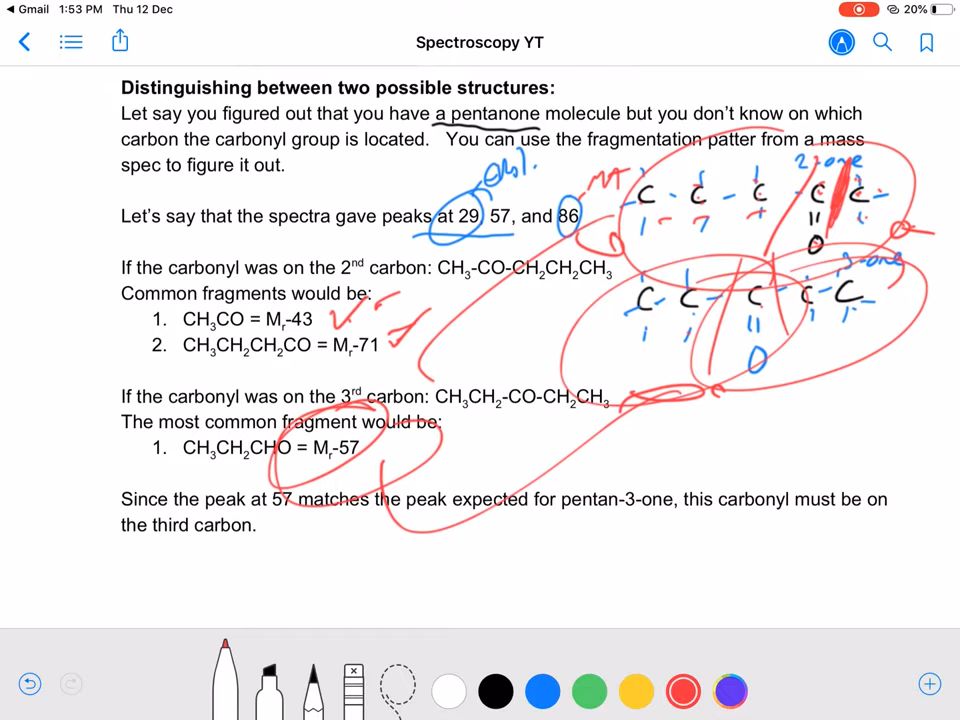 Gmail 1:53 PM Thu 12 Dec 20%
Spectroscopy YT
Distinguishing between two possible structures:
Let say you figured out that you have a pentanone molecule but you don't know on which
carbon the carbonyl group is located. You can use the fragmentation patter from a mass
spec to figure it out.
2-one
C - C - C - C C -
O
Let's say that the spectra gave peaks at 29, 57, and 86
If the carbonyl was on the 2nd carbon: CH3-CO-CH2CH2CH3
3-one
C - C - C - C - C -
O
Common fragments would be:
1. CH3CO = Mr-43
2. CH3CH2CH2CO = Mr-71
If the carbonyl was on the 3rd carbon: CH3CH2-CO-CH2CH3
The most common fragment would be:
1. CH3CH2CHO = Mr-57
Since the peak at 57 matches the peak expected for pentan-3-one, this carbonyl must be on
the third carbon.